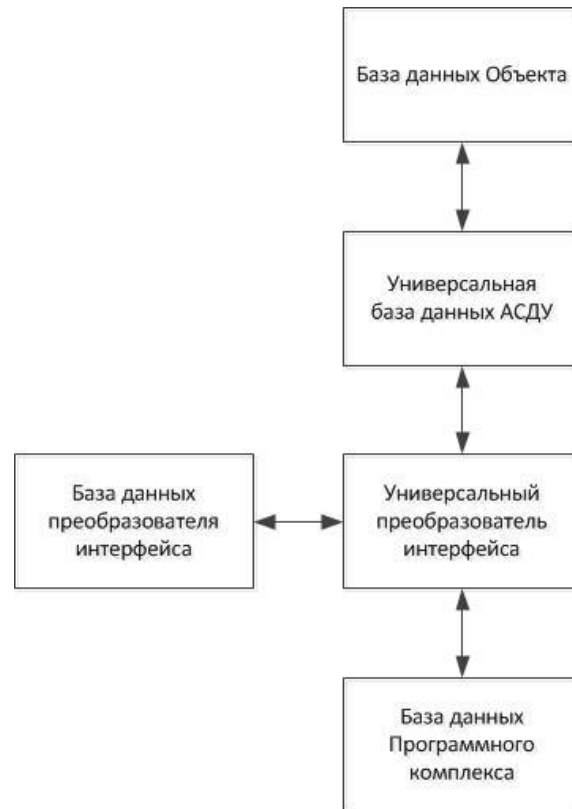 База данных Объекта
Универсальная
база данных АСДУ
База данных
преобразователя
интерфейса
Универсальный
преобразователь
интерфейса
База данных
Программного
комплекса